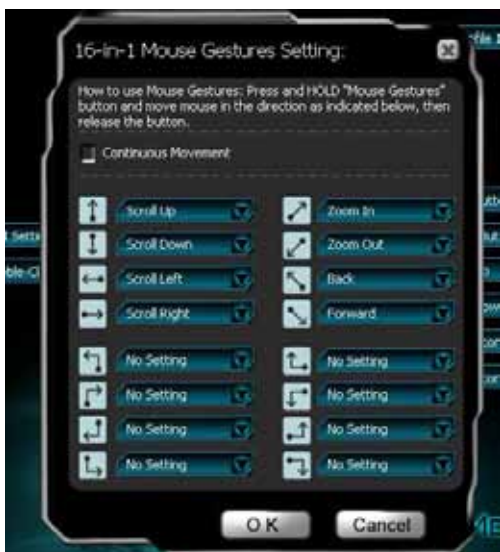 16-in-1 Mouse Gestures Setting:
How to use Mouse Gestures: Press and HOLD "Mouse Gestures"
button and move mouse in the direction as indicated below, then
release the button.
Continuous Movement
Scroll Up
Zoom In
Scroll Down
Zoom Out
Scroll Left
Back
Scroll Right
Forward
No Setting
No Setting
No Setting
No Setting
No Setting
No Setting
No Setting
No Setting
OK
Cancel